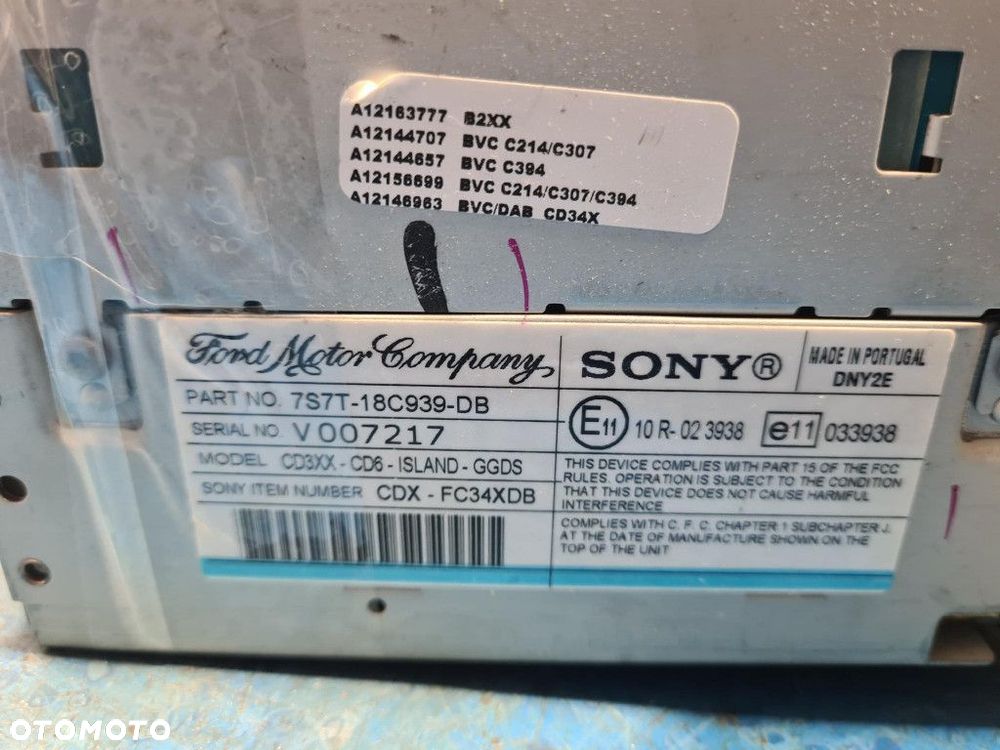 A12163777 B2XX
A12144707 BVC C214/C307
A12144657 BVC C394
A12156699 BVC C214/C307/C394
A12146963 BVC/DAB CD34X
Ford Motor Company,
SONY®
MADE IN PORTUGAL
DNY2E
PART NO. 7S7T-18C939-DB
SERIAL NO. V007217
MODEL CD3XX-CD6-ISLAND-GGDS
SONY ITEM NUMBER CDX-FC34XDB
E11 10 R-02 3938 e11 033938
THIS DEVICE COMPLIES WITH PART 15 OF THE FCC
RULES. OPERATION IS SUBJECT TO THE CONDITION
THAT THIS DEVICE DOES NOT CAUSE HARMFUL
INTERFERENCE
COMPLIES WITH C. F. C. CHAPTER 1 SUBCHAPTER J.
AT THE DATE OF MANUFACTURE SHOWN ON THE
TOP OF THE UNIT
OTOMOTO